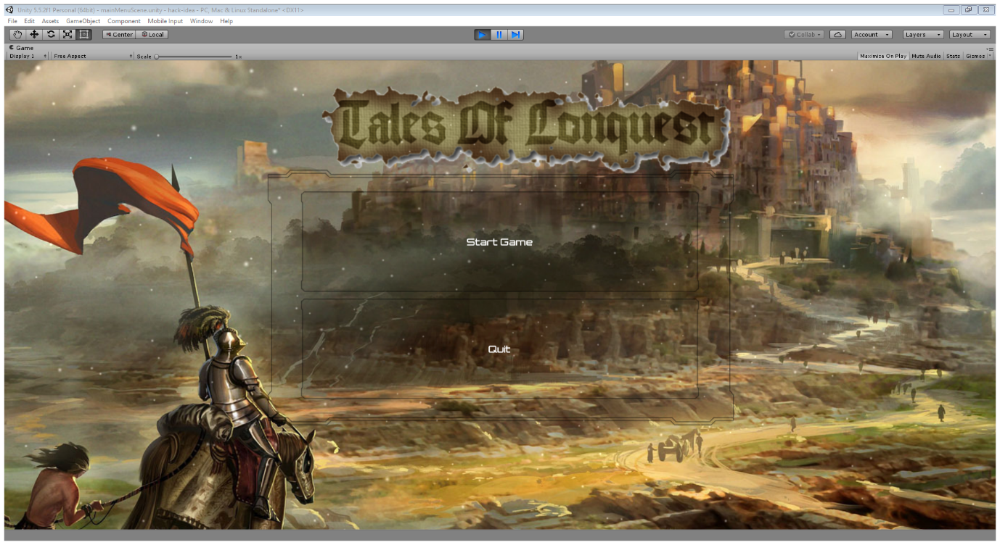 Unity 5.5.2f1 Personal (64bit) - mainMenuScene.unity - hack-idea - PC, Mac & Linux Standalone* <DX11>
File Edit Assets GameObject Component Mobile Input Window Help
Center Local Collab Account Layers Layout
Game
Display 1 Free Aspect Scale 1x Maximize On Play Mute Audio Stats Gizmos
Tales Of Conquest
Start Game
Quit